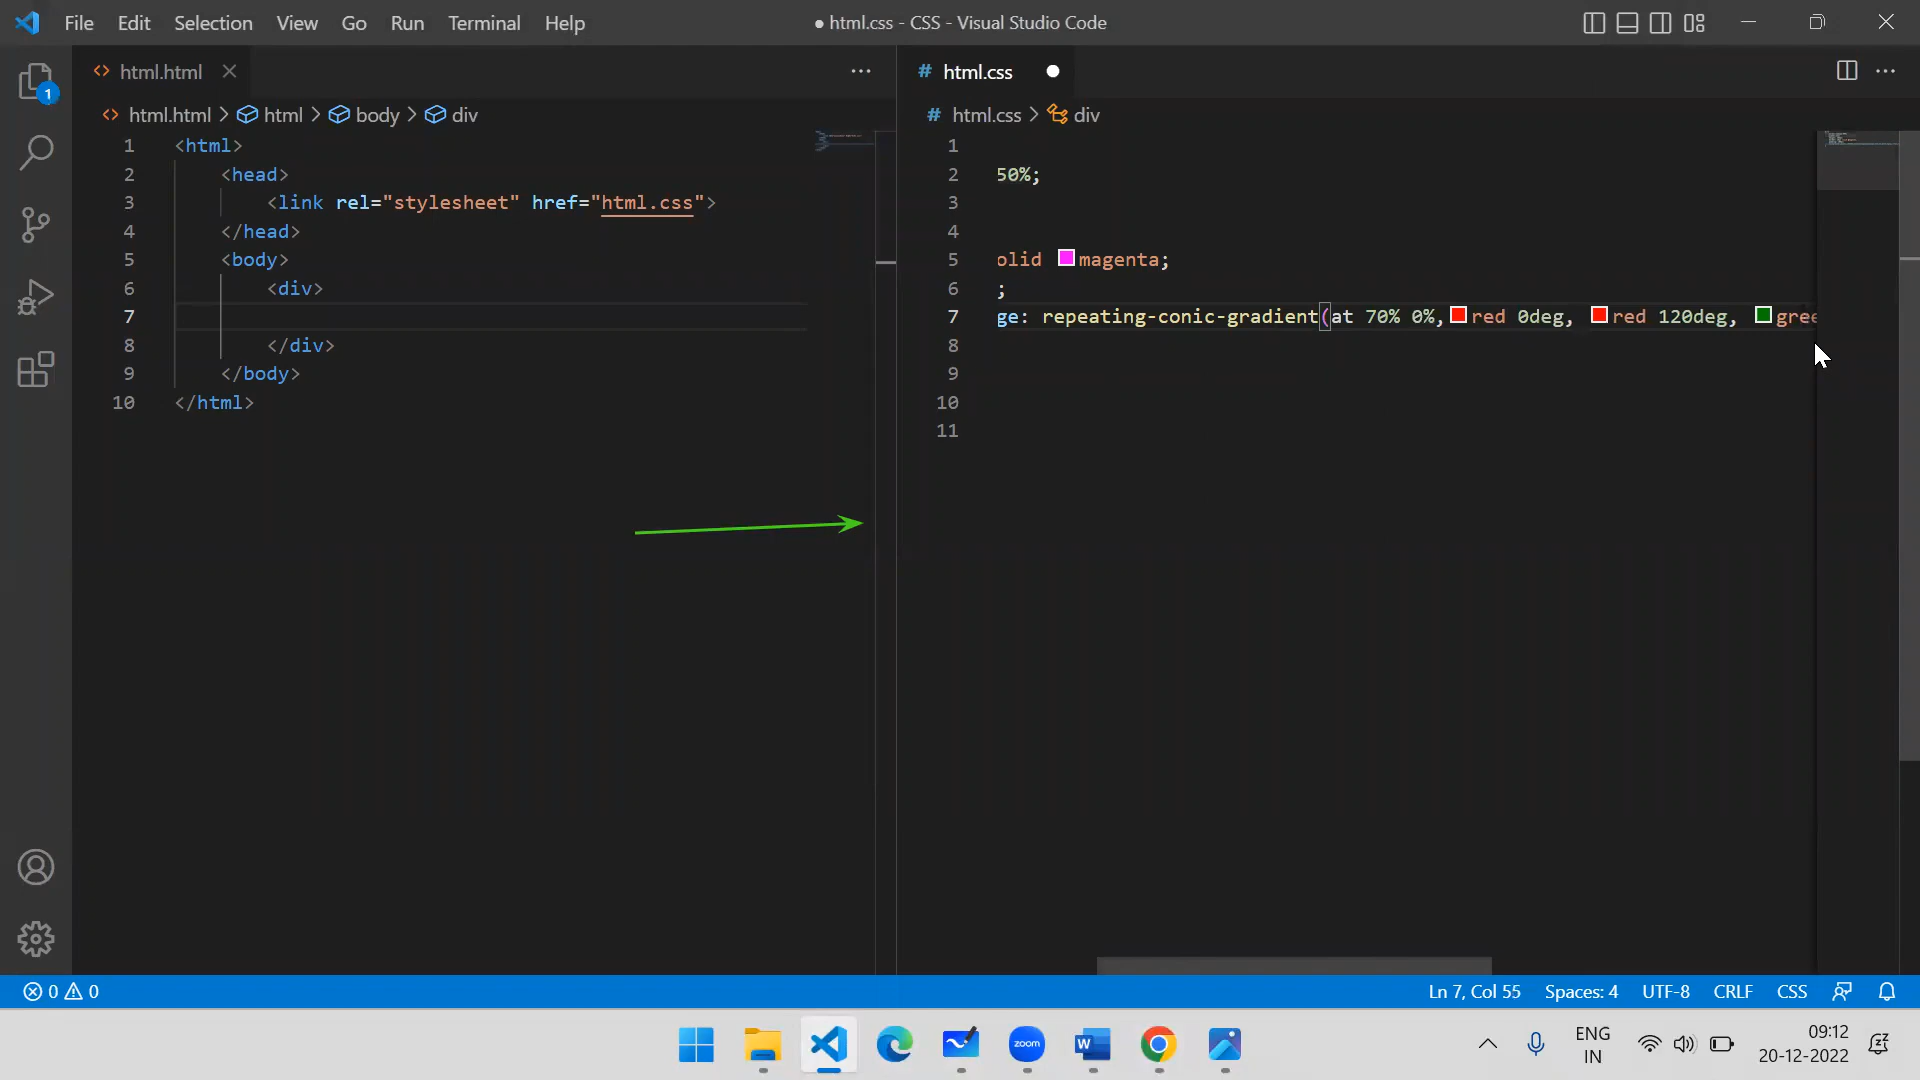 File Edit Selection View Go Run Terminal Help
● html.css - CSS - Visual Studio Code
html.html
html.html > html > body > div
1 <html>
2 <head>
3 <link rel="stylesheet" href="html.css">
4 </head>
5 <body>
6 <div>
7
8 </div>
9 </body>
10 </html>
# html.css
# html.css > div
1
2 50%;
3
4
5 olid magenta;
6 ;
7 ge: repeating-conic-gradient(at 70% 0%,red 0deg, red 120deg, gree
8
9
10
11
1
0 0
Ln 7, Col 55 Spaces: 4 UTF-8 CRLF CSS
zoom
W
ENG
IN
09:12
20-12-2022